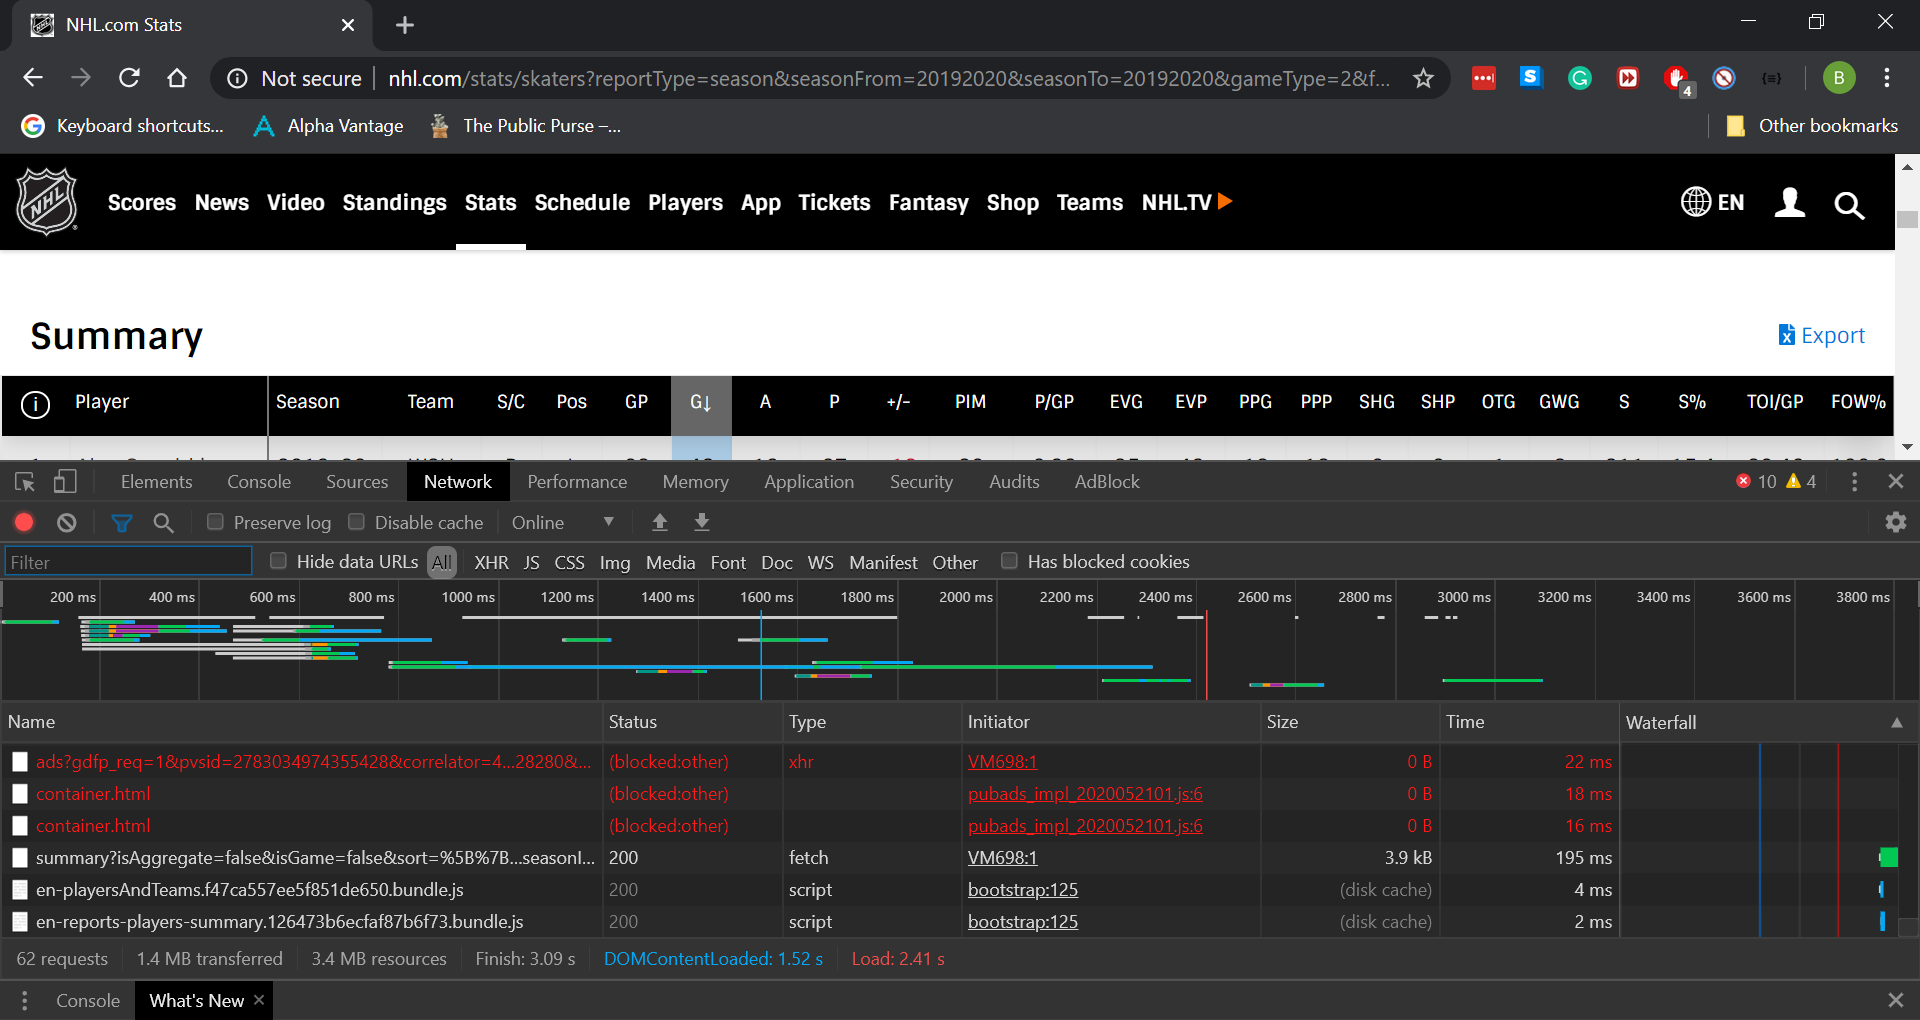 NHL.com Stats
Not secure nhl.com/stats/skaters?reportType=season&seasonFrom=20192020&seasonTo=20192020&gameType=2&f...
4
B
Keyboard shortcuts... Alpha Vantage The Public Purse –... Other bookmarks
NHL Scores News Video Standings Stats Schedule Players App Tickets Fantasy Shop Teams NHL.TV EN
Summary
Export
Player Season Team S/C Pos GP G↓ A P +/- PIM P/GP EVG EVP PPG PPP SHG SHP OTG GWG S S% TOI/GP FOW%
Elements Console Sources Network Performance Memory Application Security Audits AdBlock 10 4
Preserve log Disable cache Online
Filter Hide data URLs All XHR JS CSS Img Media Font Doc WS Manifest Other Has blocked cookies
200 ms 400 ms 600 ms 800 ms 1000 ms 1200 ms 1400 ms 1600 ms 1800 ms 2000 ms 2200 ms 2400 ms 2600 ms 2800 ms 3000 ms 3200 ms 3400 ms 3600 ms 3800 ms
Name Status Type Initiator Size Time Waterfall
ads?gdfp_req=1&pvsid=2783034974355428&correlator=4...28280&... (blocked:other) xhr VM698:1 0 B 22 ms
container.html (blocked:other) pubads_impl_2020052101.js:6 0 B 18 ms
container.html (blocked:other) pubads_impl_2020052101.js:6 0 B 16 ms
summary?isAggregate=false&isGame=false&sort=%5B%7B...seasonI... 200 fetch VM698:1 3.9 kB 195 ms
en-playersAndTeams.f47ca557ee5f851de650.bundle.js 200 script bootstrap:125 (disk cache) 4 ms
en-reports-players-summary.126473b6ecfaf87b6f73.bundle.js 200 script bootstrap:125 (disk cache) 2 ms
62 requests 1.4 MB transferred 3.4 MB resources Finish: 3.09 s DOMContentLoaded: 1.52 s Load: 2.41 s
Console What's New